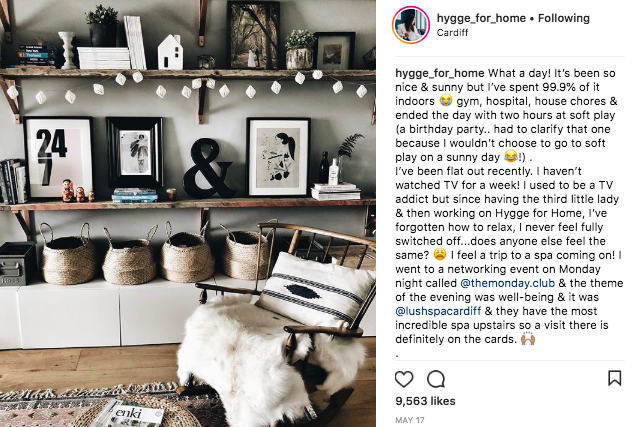 hygge_for_home • Following
Cardiff
hygge_for_home What a day! It's been so
nice & sunny but I've spent 99.9% of it
indoors 😭 gym, hospital, house chores &
ended the day with two hours at soft play
(a birthday party.. had to clarify that one
because I wouldn't choose to go to soft
play on a sunny day 😂!) .
I've been flat out recently. I haven't
watched TV for a week! I used to be a TV
addict but since having the third little lady
& then working on Hygge for Home, I've
forgotten how to relax, I never feel fully
switched off...does anyone else feel the
same? 😩 I feel a trip to a spa coming on! I
went to a networking event on Monday
night called @themonday.club & the theme
of the evening was well-being & it was
@lushspacardiff & they have the most
incredible spa upstairs so a visit there is
definitely on the cards. 🙌🏽
.
9,563 likes
MAY 17
24
7
&
enki